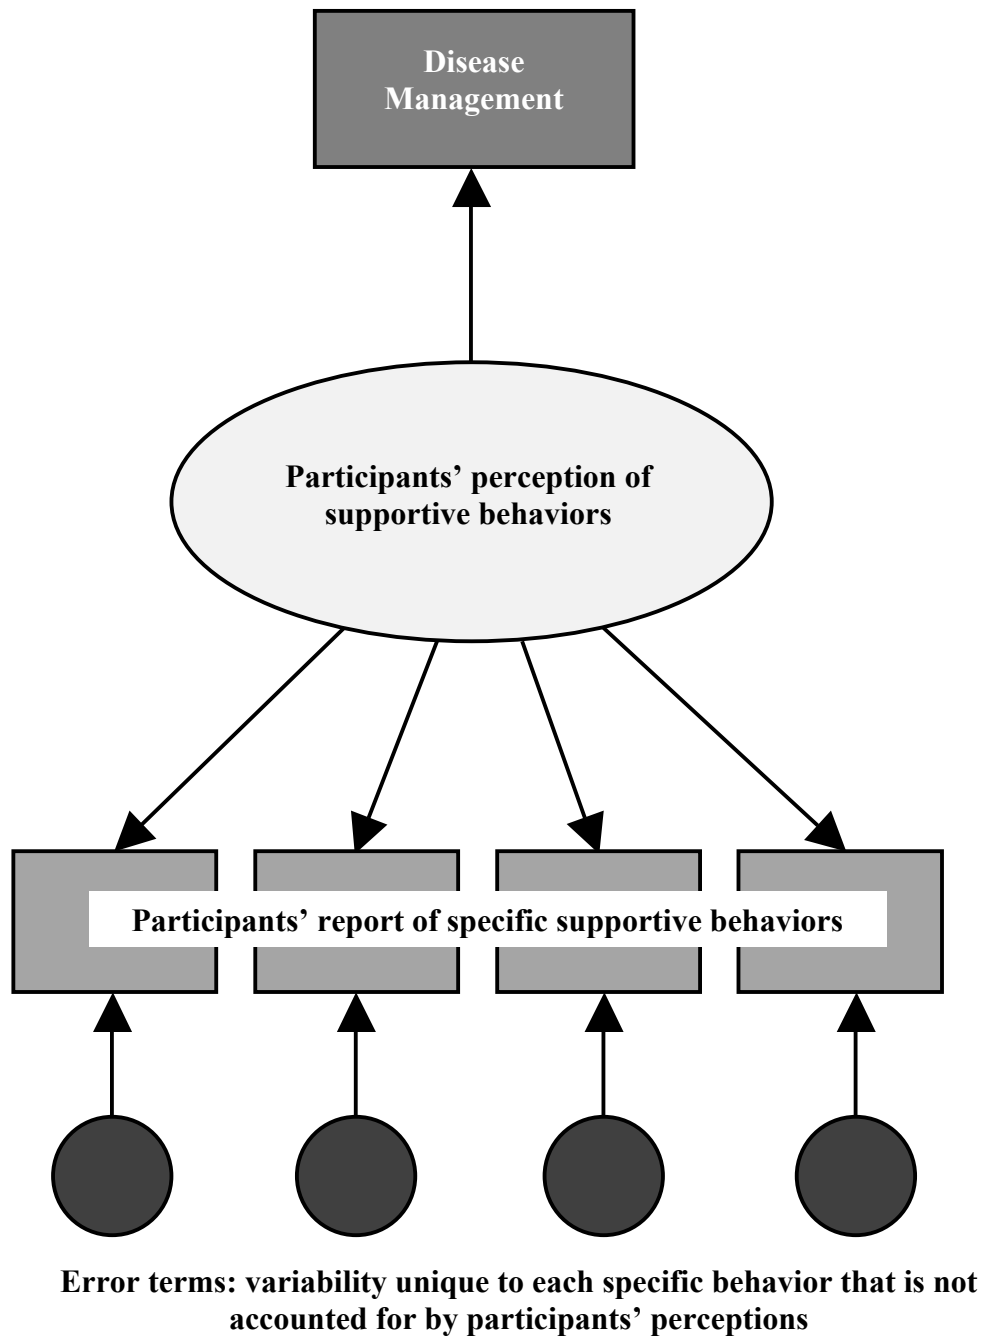 Disease
Management
Participants’ perception of
supportive behaviors
Participants’ report of specific supportive behaviors
Error terms: variability unique to each specific behavior that is not
accounted for by participants’ perceptions